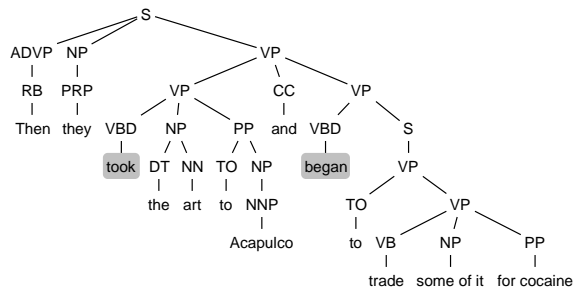 S
ADVP NP VP
RB PRP VP CC VP
Then they VBD NP PP and VBD S
took DT NN TO NP began VP
the art to NNP TO VP
Acapulco to VB NP PP
trade some of it for cocaine